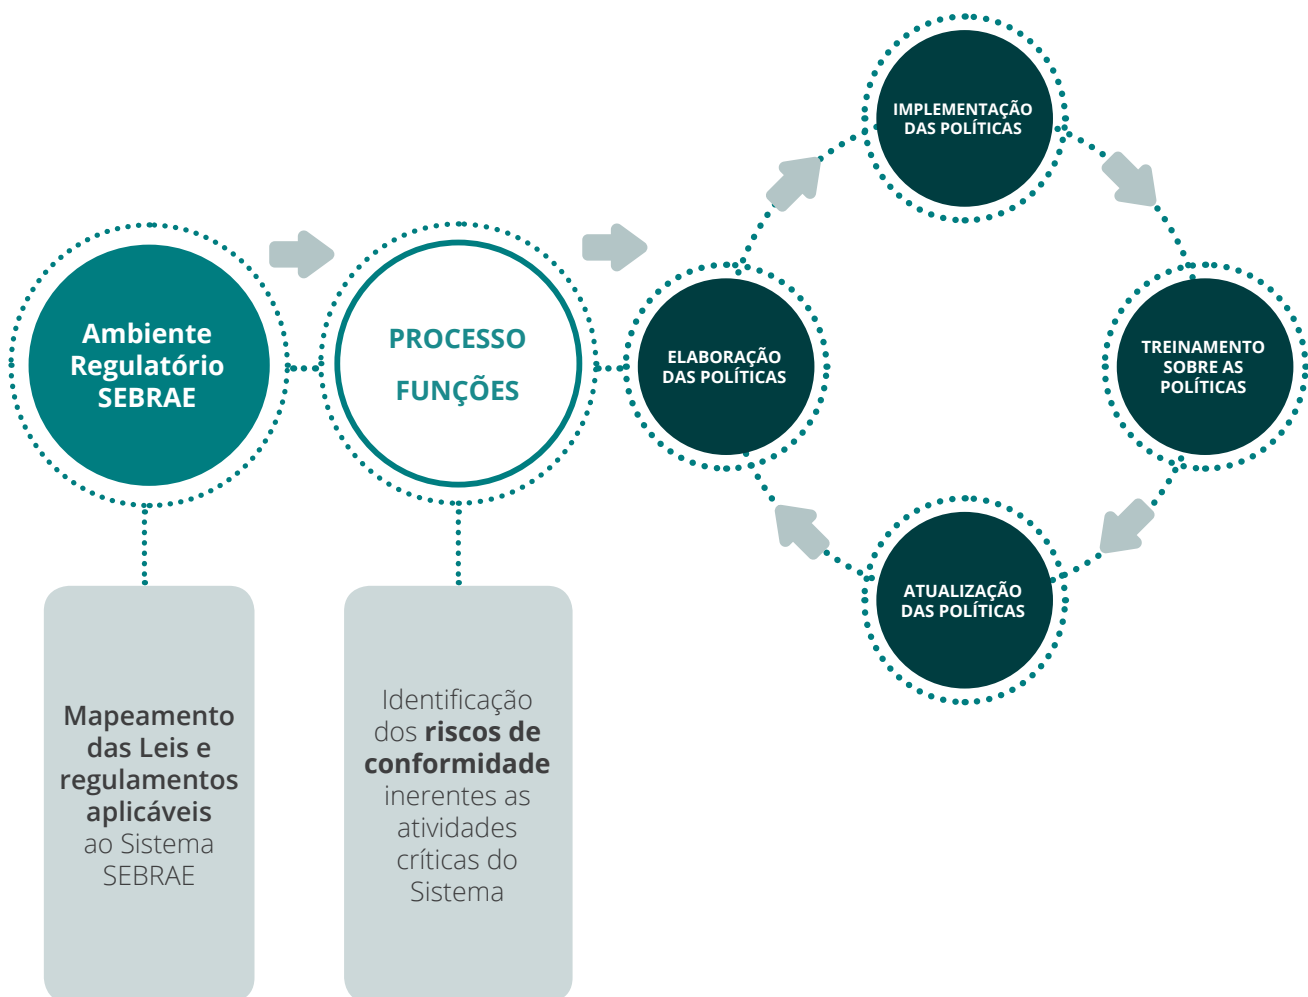 IMPLEMENTAÇÃO
DAS POLÍTICAS
Ambiente
Regulatório
SEBRAE
PROCESSO
FUNÇÕES
ELABORAÇÃO
DAS POLÍTICAS
TREINAMENTO
SOBRE AS
POLÍTICAS
ATUALIZAÇÃO
DAS POLÍTICAS
Mapeamento
das Leis e
regulamentos
aplicáveis
ao Sistema
SEBRAE
Identificação
dos riscos de
conformidade
inerentes as
atividades
críticas do
Sistema